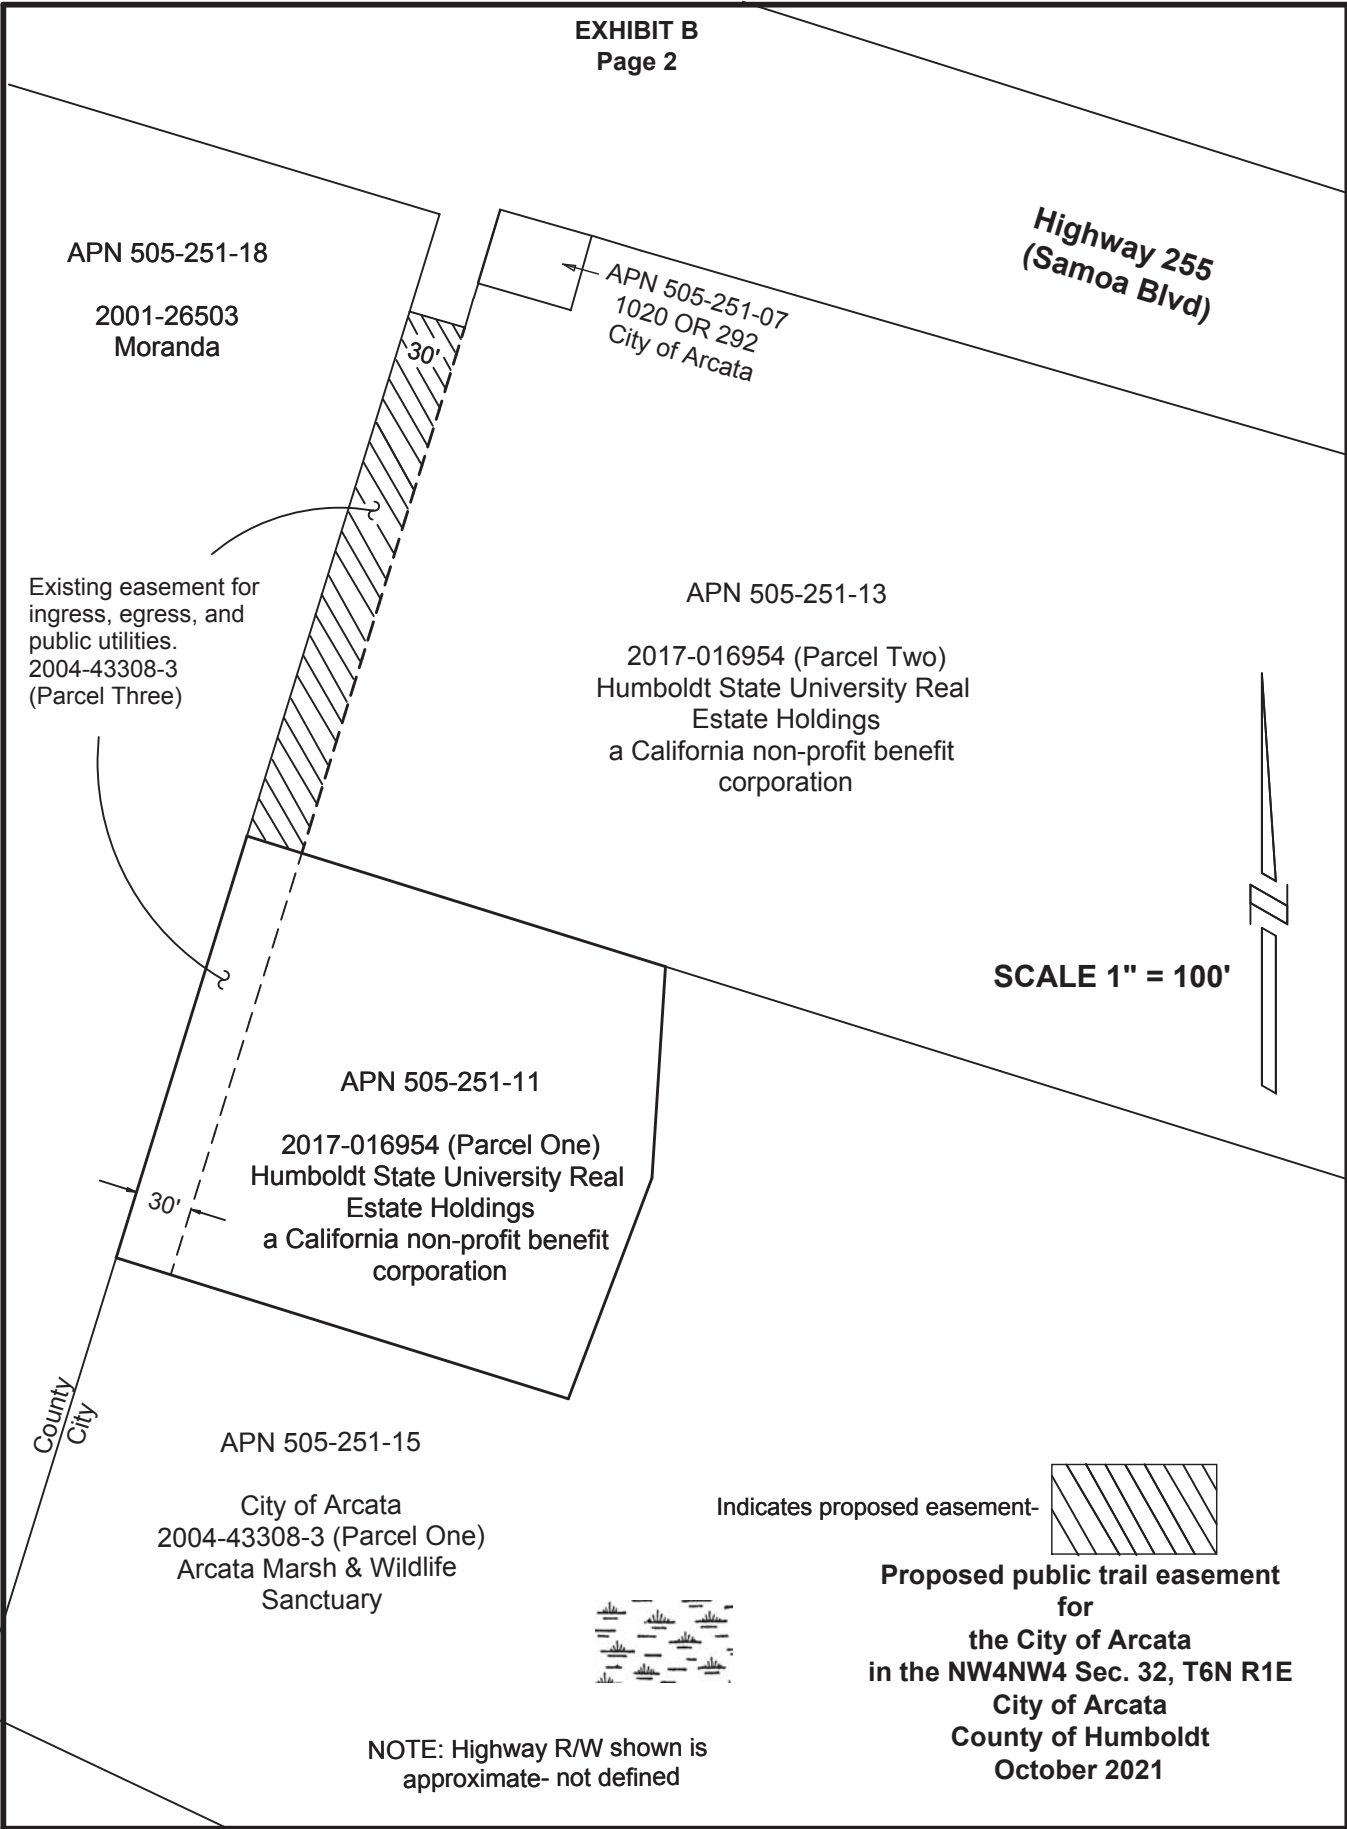 EXHIBIT B
Page 2
Highway 255
(Samoa Blvd)
APN 505-251-18
2001-26503
Moranda
APN 505-251-07
1020 OR 292
City of Arcata
30'
Existing easement for
ingress, egress, and
public utilities.
2004-43308-3
(Parcel Three)
APN 505-251-13
2017-016954 (Parcel Two)
Humboldt State University Real
Estate Holdings
a California non-profit benefit
corporation
N
SCALE 1" = 100'
APN 505-251-11
2017-016954 (Parcel One)
Humboldt State University Real
Estate Holdings
a California non-profit benefit
corporation
30'
County
City
APN 505-251-15
City of Arcata
2004-43308-3 (Parcel One)
Arcata Marsh & Wildlife
Sanctuary
Indicates proposed easement-
Proposed public trail easement
for
the City of Arcata
in the NW4NW4 Sec. 32, T6N R1E
City of Arcata
County of Humboldt
October 2021
NOTE: Highway R/W shown is
approximate- not defined